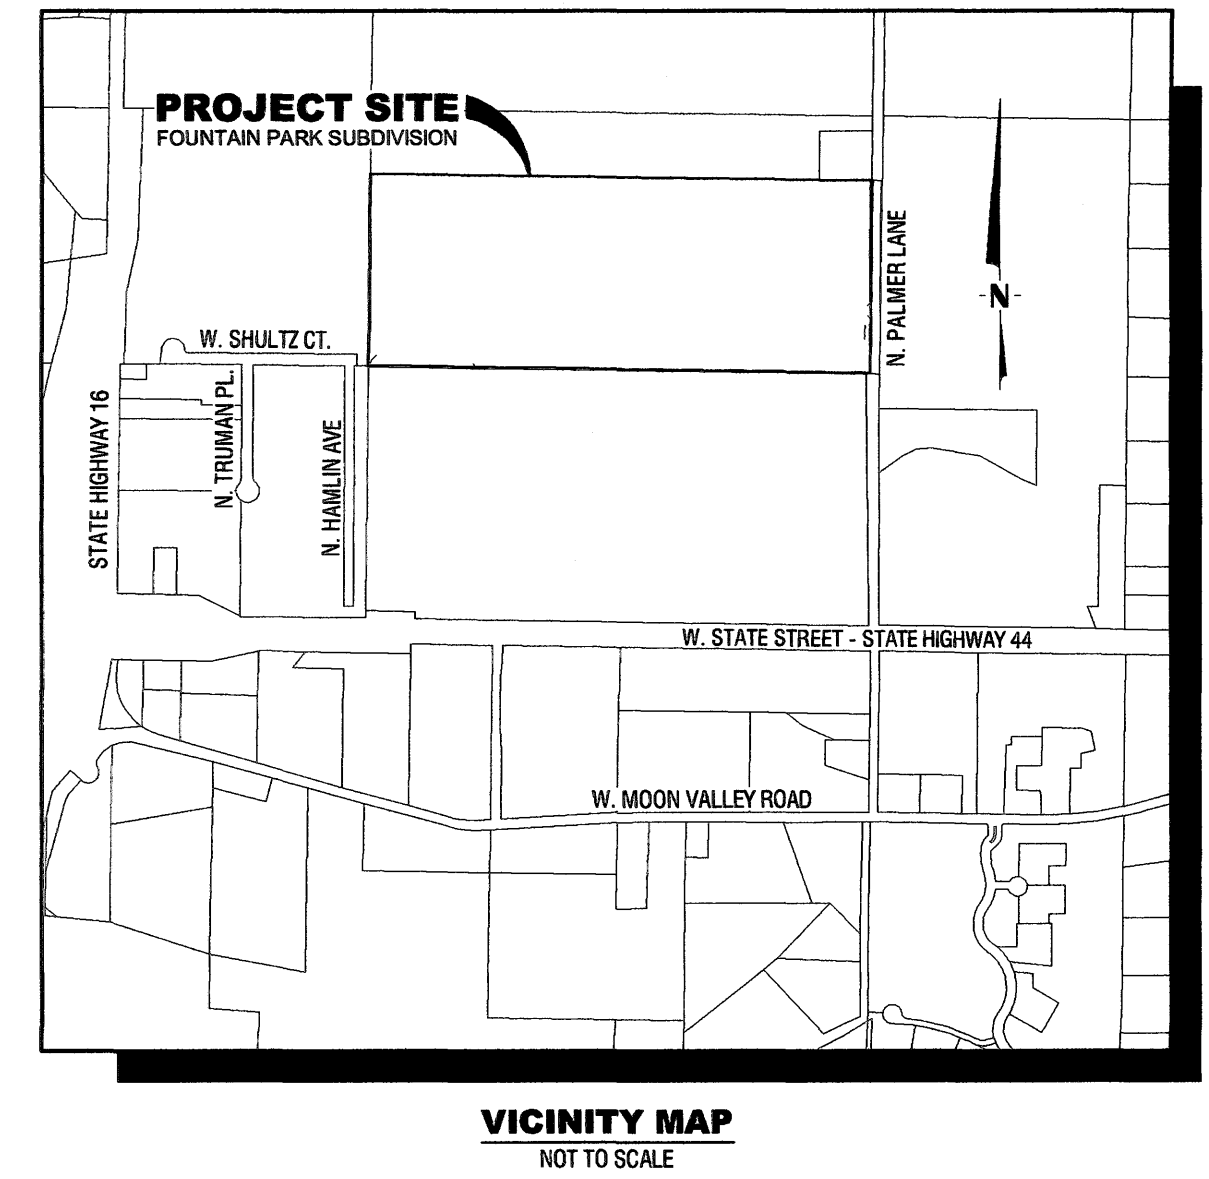 PROJECT SITE
FOUNTAIN PARK SUBDIVISION
N. PALMER LANE
N
W. SHULTZ CT.
N. TRUMAN PL.
STATE HIGHWAY 16
N. HAMLIN AVE
W. STATE STREET - STATE HIGHWAY 44
W. MOON VALLEY ROAD
VICINITY MAP
NOT TO SCALE